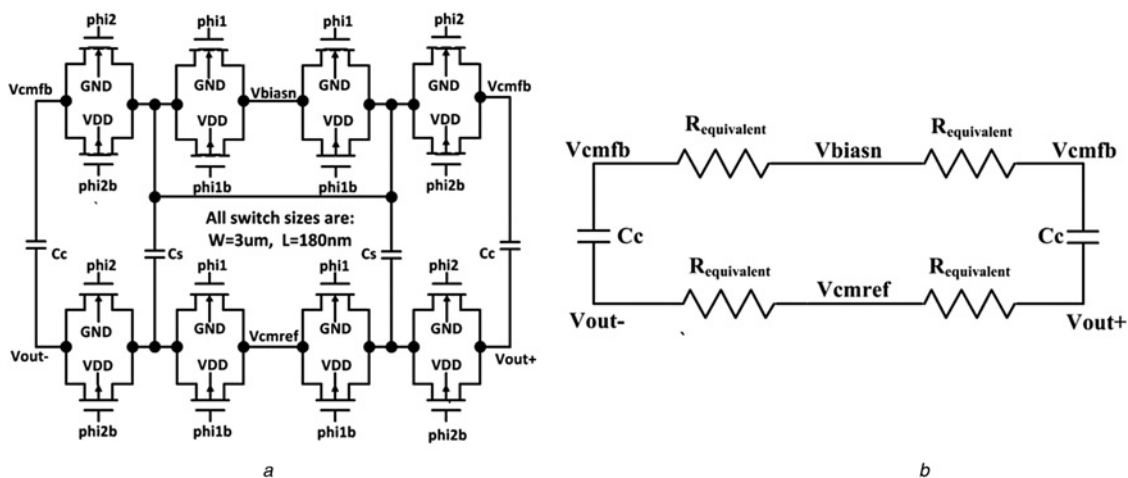 phi2 phi1 phi1 phi2
Vcmfb GND GND Vbiasn GND GND Vcmfb
VDD VDD VDD VDD
phi2b phi1b phi1b phi2b
All switch sizes are:
W=3um, L=180nm
Cc Cs Cs Cc
phi2 phi1 phi1 phi2
GND GND Vcmref GND GND
Vout- VDD VDD VDD VDD Vout+
phi2b phi1b phi1b phi2b
a
Requivalent Requivalent
Vcmfb Vbiasn Vcmfb
Cc Cc
Requivalent Requivalent
Vout- Vcmref Vout+
b